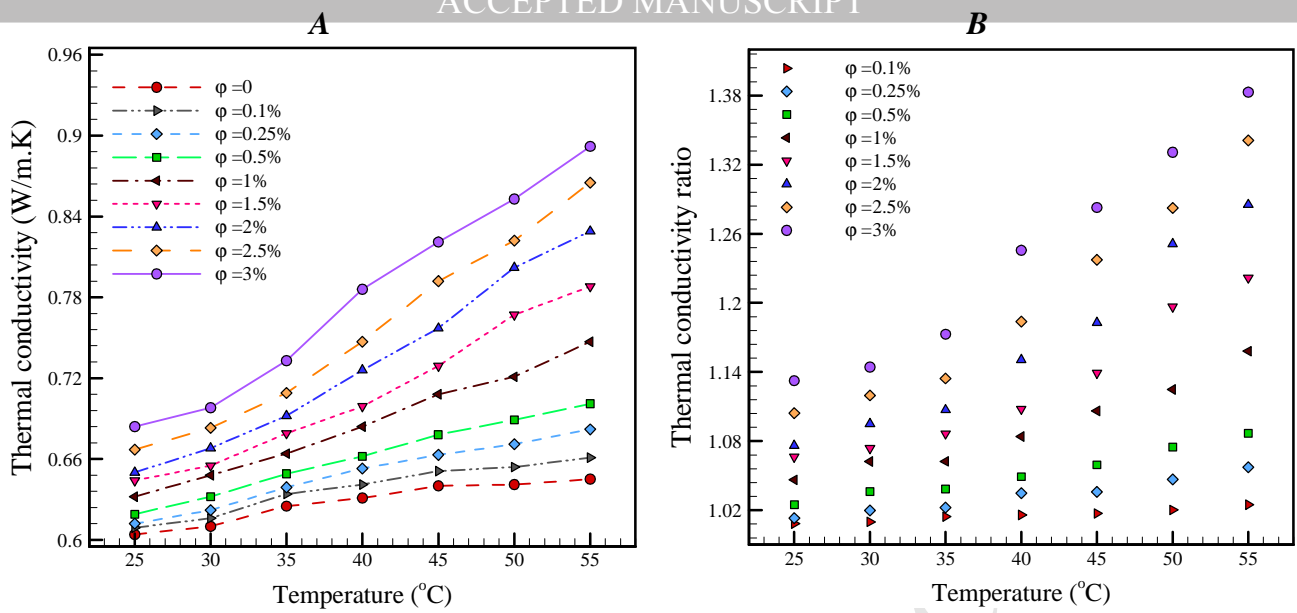 ACCEPTED MANUSCRIPT
A
Thermal conductivity (W/m.K)
0.96
0.9
0.84
0.78
0.72
0.66
0.6
φ =0
φ =0.1%
φ =0.25%
φ =0.5%
φ =1%
φ =1.5%
φ =2%
φ =2.5%
φ =3%
25 30 35 40 45 50 55
Temperature (°C)
B
Thermal conductivity ratio
1.38
1.32
1.26
1.2
1.14
1.08
1.02
φ =0.1%
φ =0.25%
φ =0.5%
φ =1%
φ =1.5%
φ =2%
φ =2.5%
φ =3%
25 30 35 40 45 50 55
Temperature (°C)